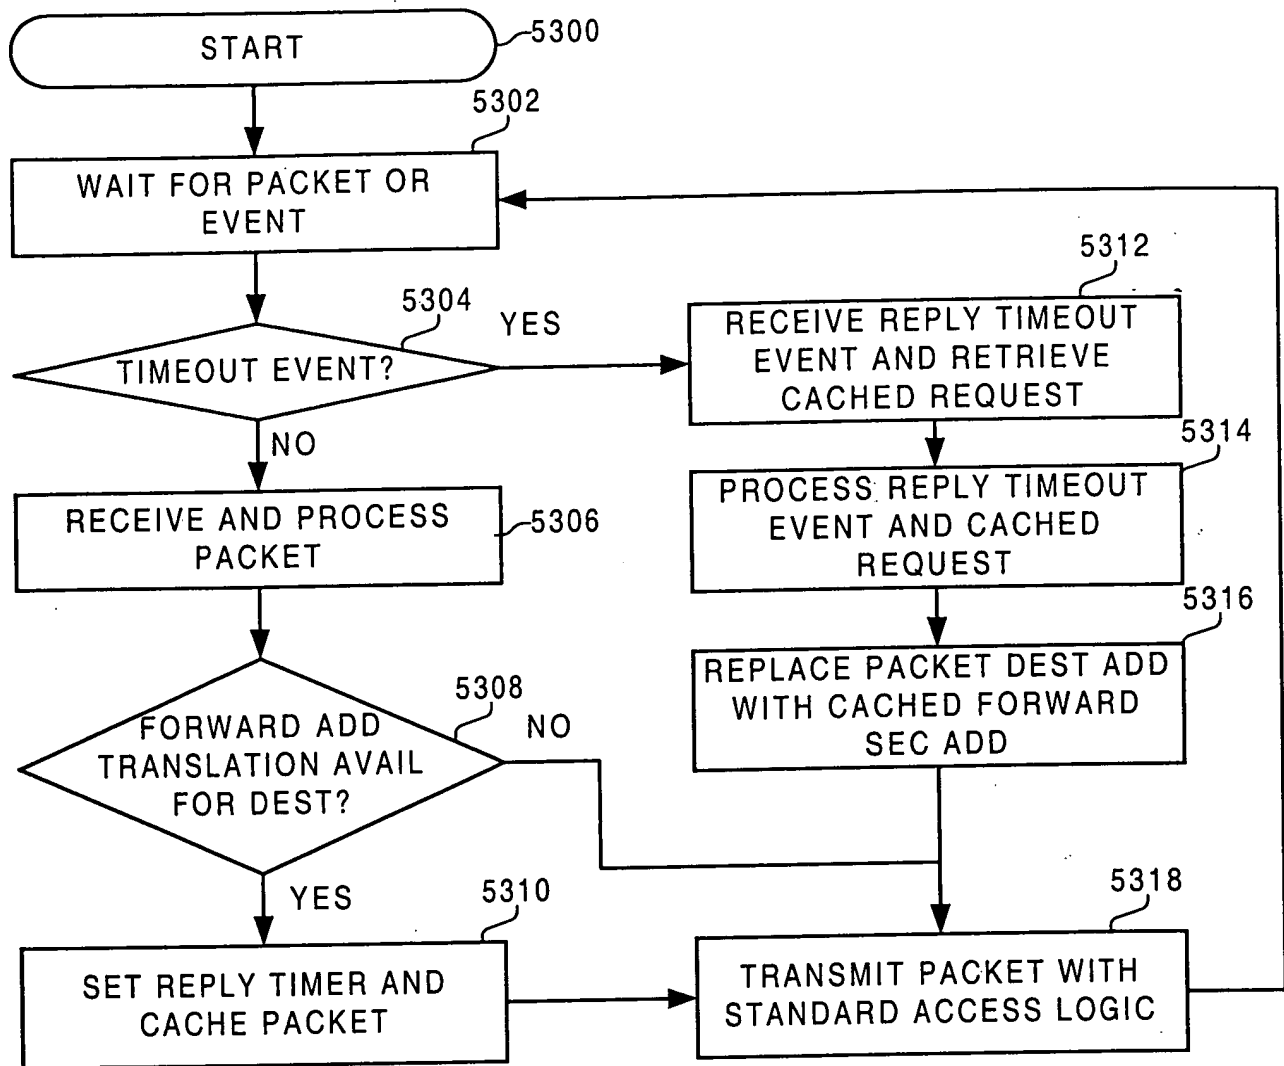 START
5300
5302
WAIT FOR PACKET OR
EVENT
5304
TIMEOUT EVENT?
YES
NO
5312
RECEIVE REPLY TIMEOUT
EVENT AND RETRIEVE
CACHED REQUEST
5306
RECEIVE AND PROCESS
PACKET
5314
PROCESS REPLY TIMEOUT
EVENT AND CACHED
REQUEST
5316
REPLACE PACKET DEST ADD
WITH CACHED FORWARD
SEC ADD
5308
FORWARD ADD
TRANSLATION AVAIL
FOR DEST?
NO
YES
5310
SET REPLY TIMER AND
CACHE PACKET
5318
TRANSMIT PACKET WITH
STANDARD ACCESS LOGIC